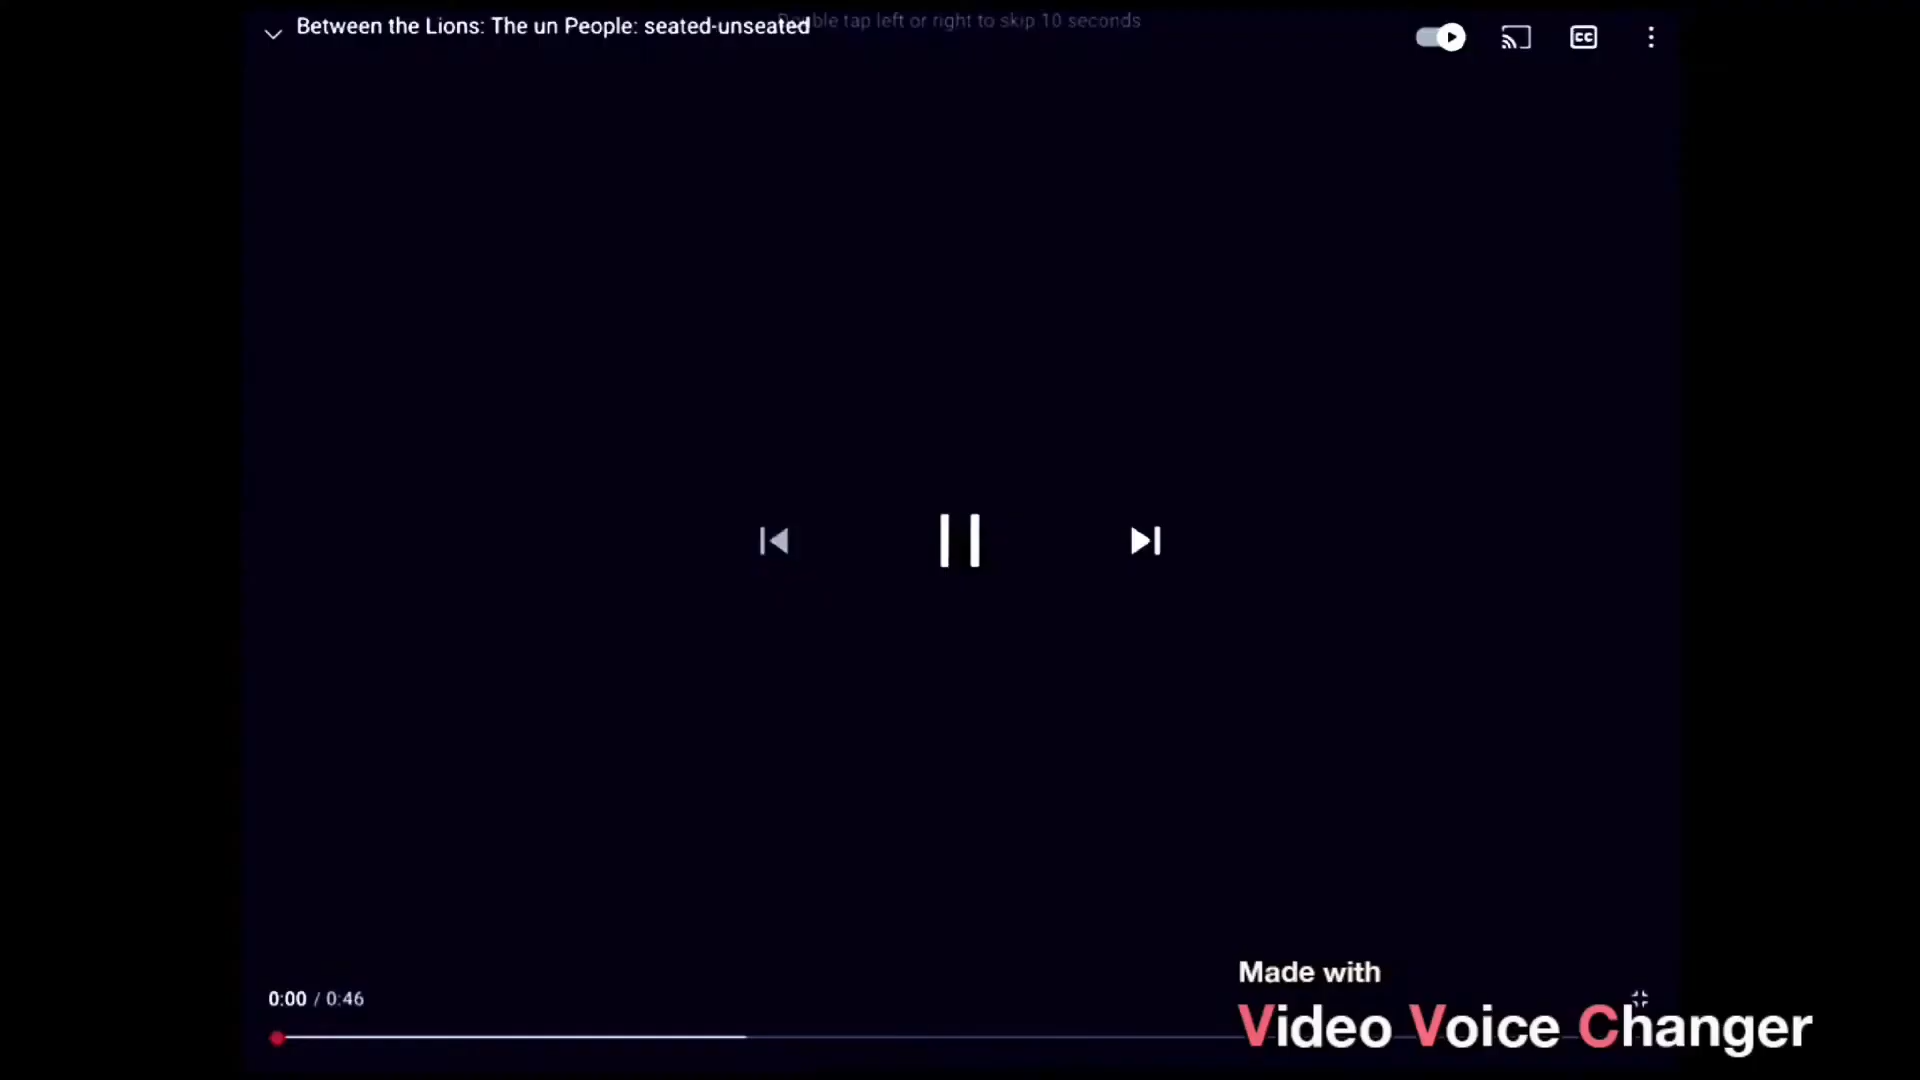 Between the Lions: The un People: seated-unseated
Double tap left or right to skip 10 seconds
CC
0:00 / 0:46
Made with
Video Voice Changer